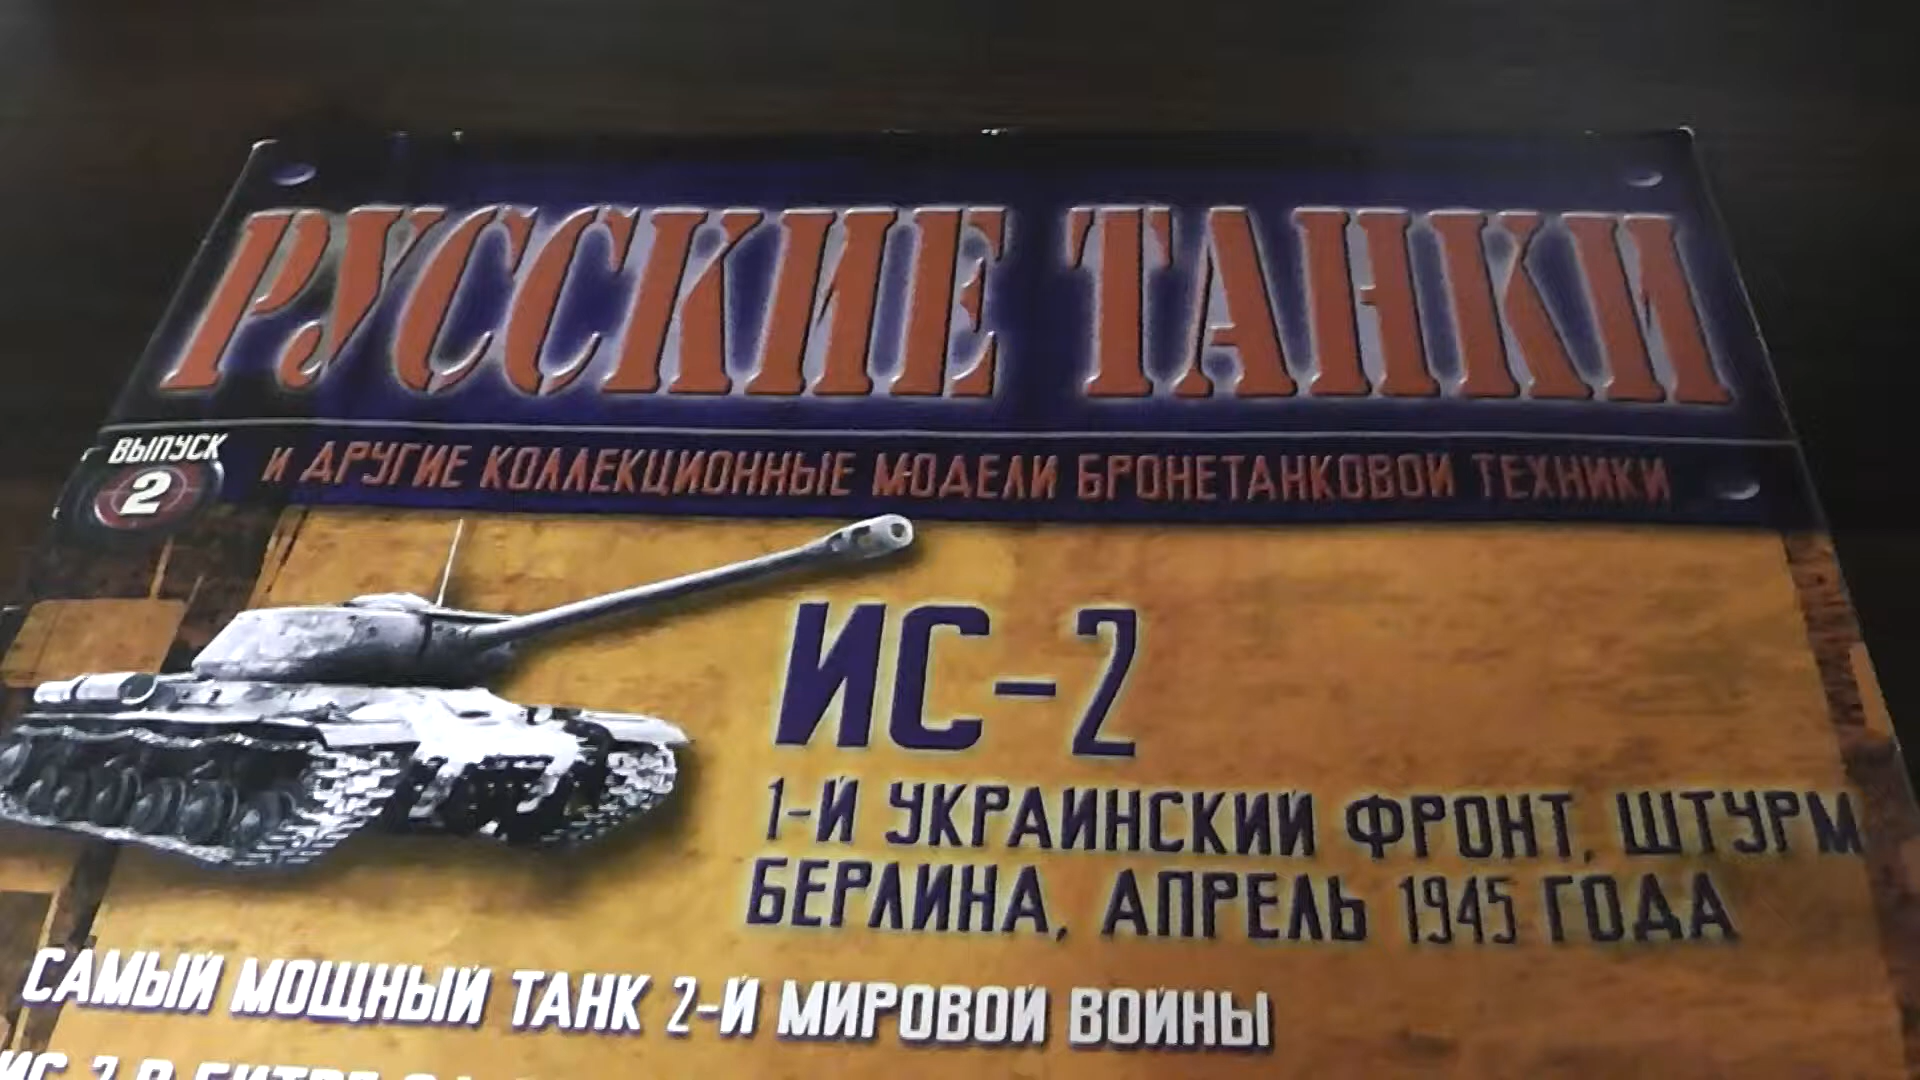 РУССКИЕ ТАНКИ
ВЫПУСК
2
И ДРУГИЕ КОЛЛЕКЦИОННЫЕ МОДЕЛИ БРОНЕТАНКОВОЙ ТЕХНИКИ
ИС-2
1-Й УКРАИНСКИЙ ФРОНТ, ШТУРМ
БЕРЛИНА, АПРЕЛЬ 1945 ГОДА
САМЫЙ МОЩНЫЙ ТАНК 2-Й МИРОВОЙ ВОЙНЫ